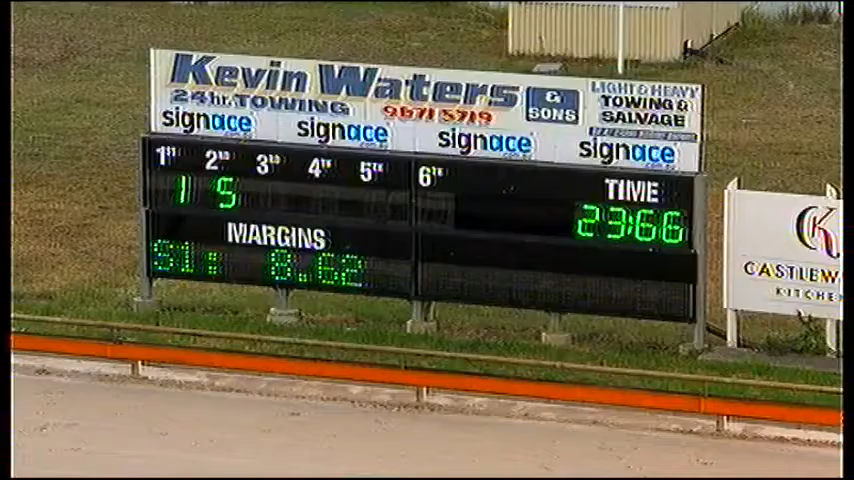 Kevin Waters & SONS
24hr. TOWING 9671 5719
LIGHT & HEAVY
TOWING &
SALVAGE
signace signace signace signace
1ST 2ND 3RD 4TH 5TH 6TH TIME
1 5 23:66
MARGINS
8.62
K
CASTLEW
KITCHEN